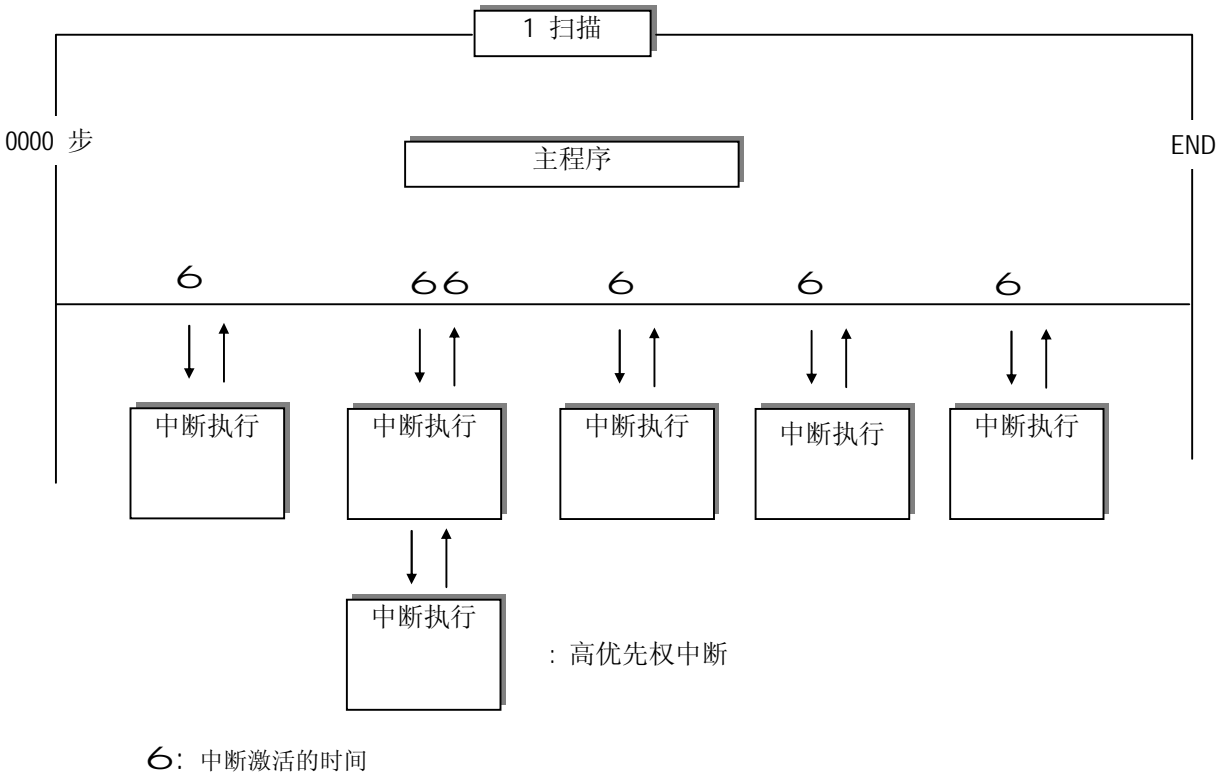 1 扫描
0000 步
END
主程序
6
66
6
6
6
中断执行
中断执行
中断执行
中断执行
中断执行
中断执行
: 高优先权中断
6: 中断激活的时间